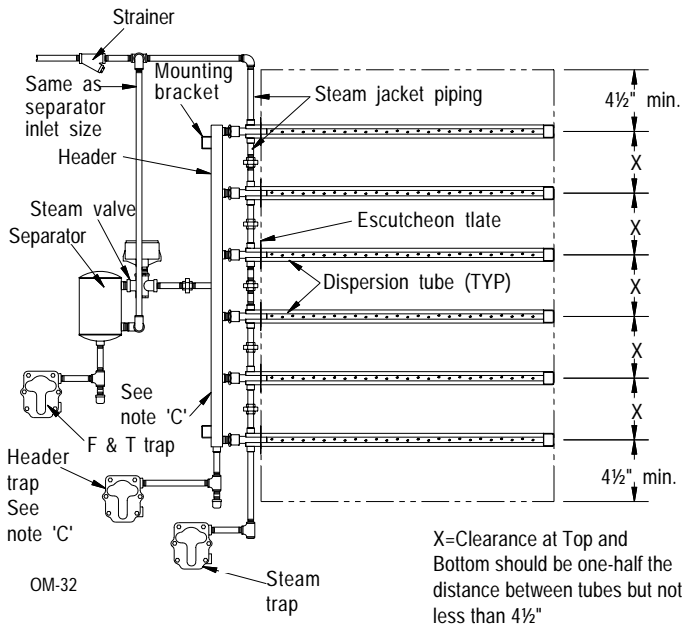 Strainer
Same as
separator
inlet size
Mounting
bracket
Steam jacket piping
4½" min.
Header
X
Steam valve
Separator
Escutcheon tlate
X
Dispersion tube (TYP)
X
X
See
note 'C'
X
F & T trap
Header
trap
See
note 'C'
4½" min.
Steam
trap
OM-32
X=Clearance at Top and
Bottom should be one-half the
distance between tubes but not
less than 4½"